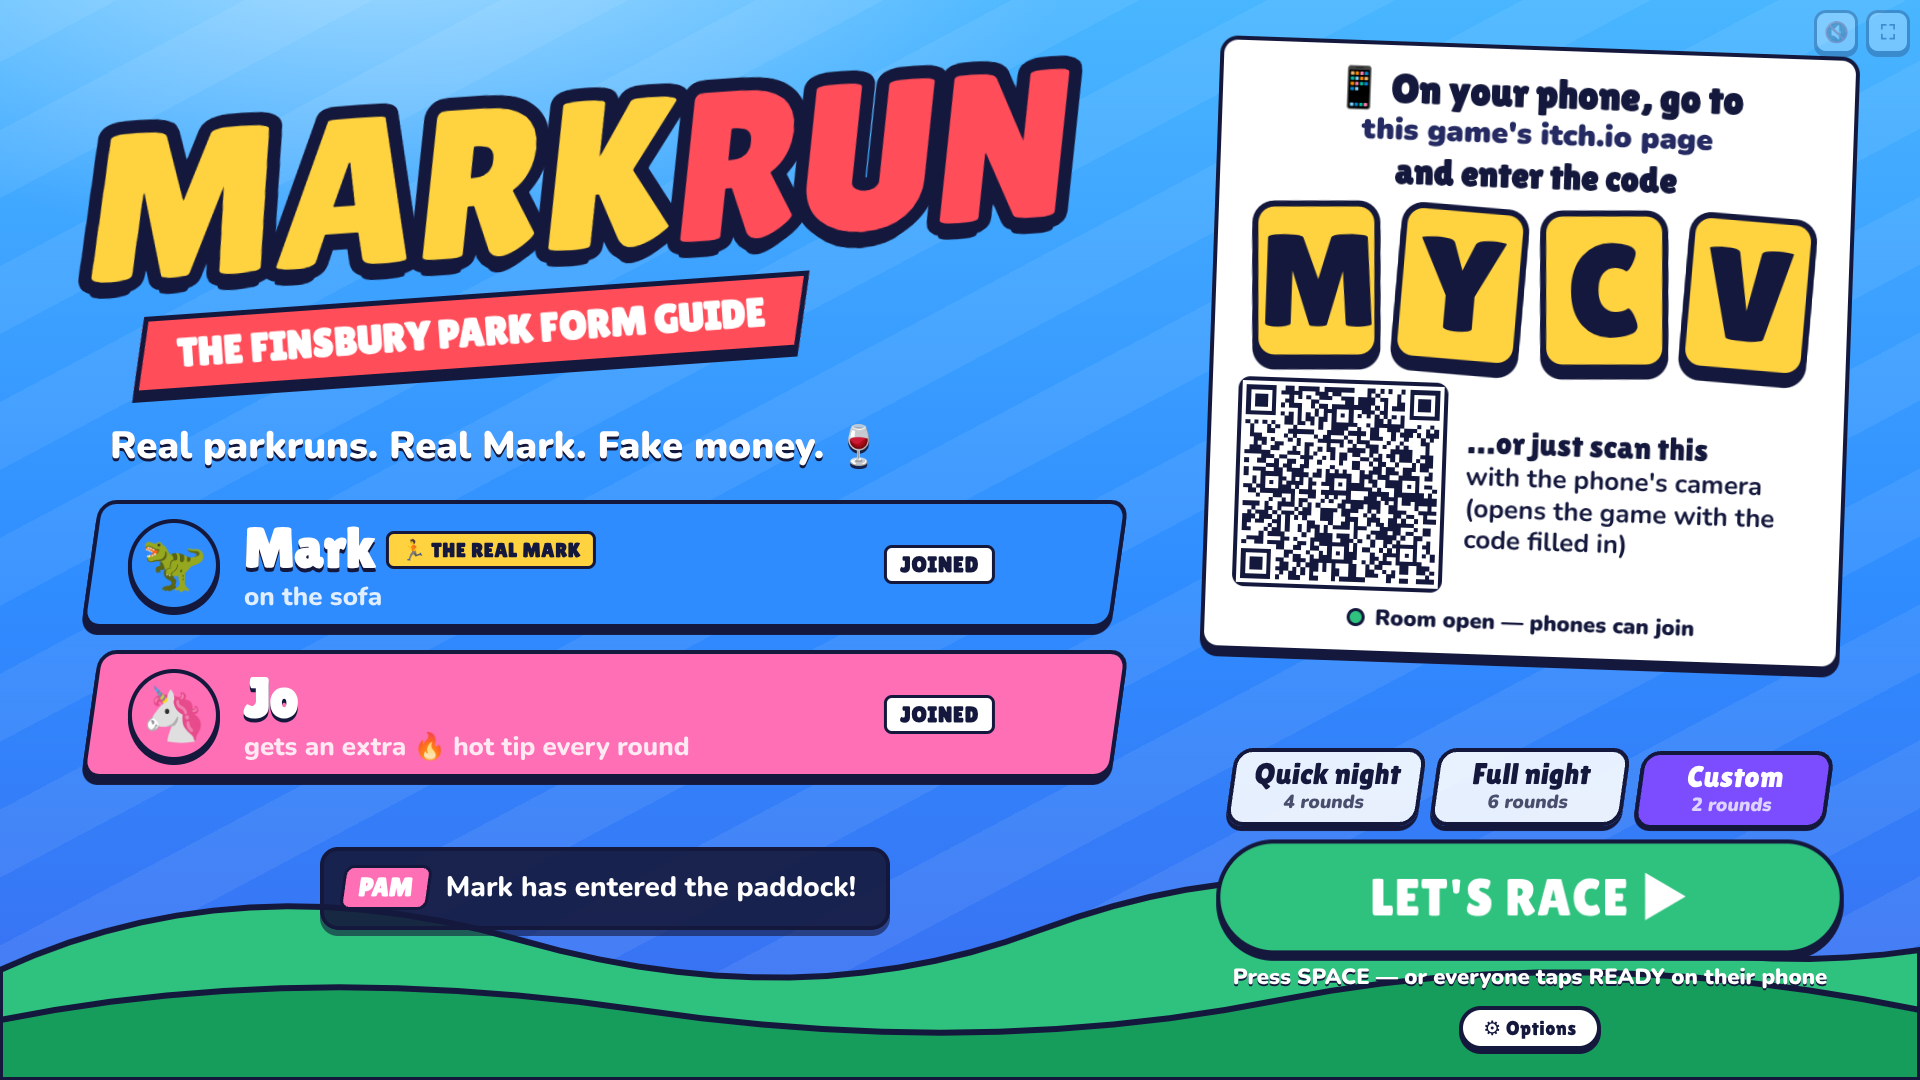 MARKRUN
THE FINSBURY PARK FORM GUIDE
Real parkruns. Real Mark. Fake money. 🍷
Mark 🏃 THE REAL MARK
on the sofa
JOINED
Jo
gets an extra 🔥 hot tip every round
JOINED
PAM Mark has entered the paddock!
📱 On your phone, go to
this game's itch.io page
and enter the code
M Y C V
...or just scan this
with the phone's camera
(opens the game with the
code filled in)
Room open — phones can join
Quick night
4 rounds
Full night
6 rounds
Custom
2 rounds
LET'S RACE ▶
Press SPACE — or everyone taps READY on their phone
⚙ Options